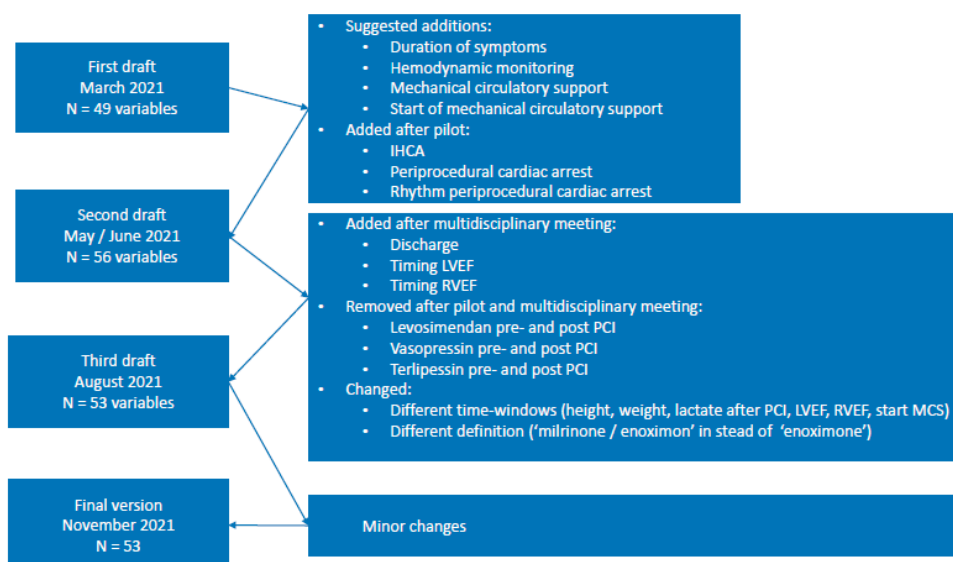 First draft
March 2021
N = 49 variables
• Suggested additions:
• Duration of symptoms
• Hemodynamic monitoring
• Mechanical circulatory support
• Start of mechanical circulatory support
• Added after pilot:
• IHCA
• Periprocedural cardiac arrest
• Rhythm periprocedural cardiac arrest
Second draft
May / June 2021
N = 56 variables
• Added after multidisciplinary meeting:
• Discharge
• Timing LVEF
• Timing RVEF
• Removed after pilot and multidisciplinary meeting:
• Levosimendan pre- and post PCI
• Vasopressin pre- and post PCI
• Terlipessin pre- and post PCI
• Changed:
• Different time-windows (height, weight, lactate after PCI, LVEF, RVEF, start MCS)
• Different definition (‘milrinone / enoximon’ in stead of ‘enoximone’)
Third draft
August 2021
N = 53 variables
Final version
November 2021
N = 53
Minor changes